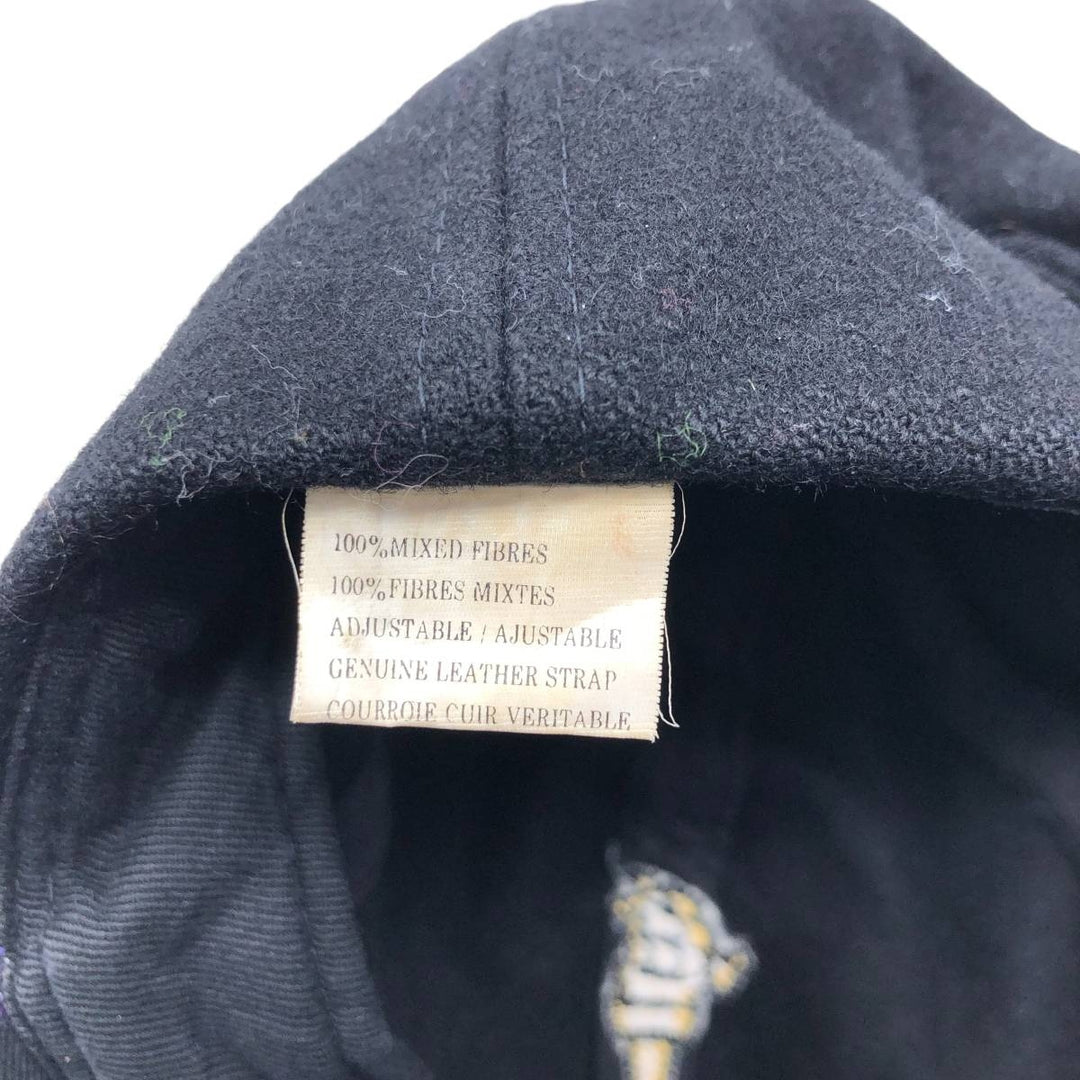 100% MIXED FIBRES
100% FIBRES MIXTES
ADJUSTABLE / AJUSTABLE
GENUINE LEATHER STRAP
COURROIE CUIR VERITABLE